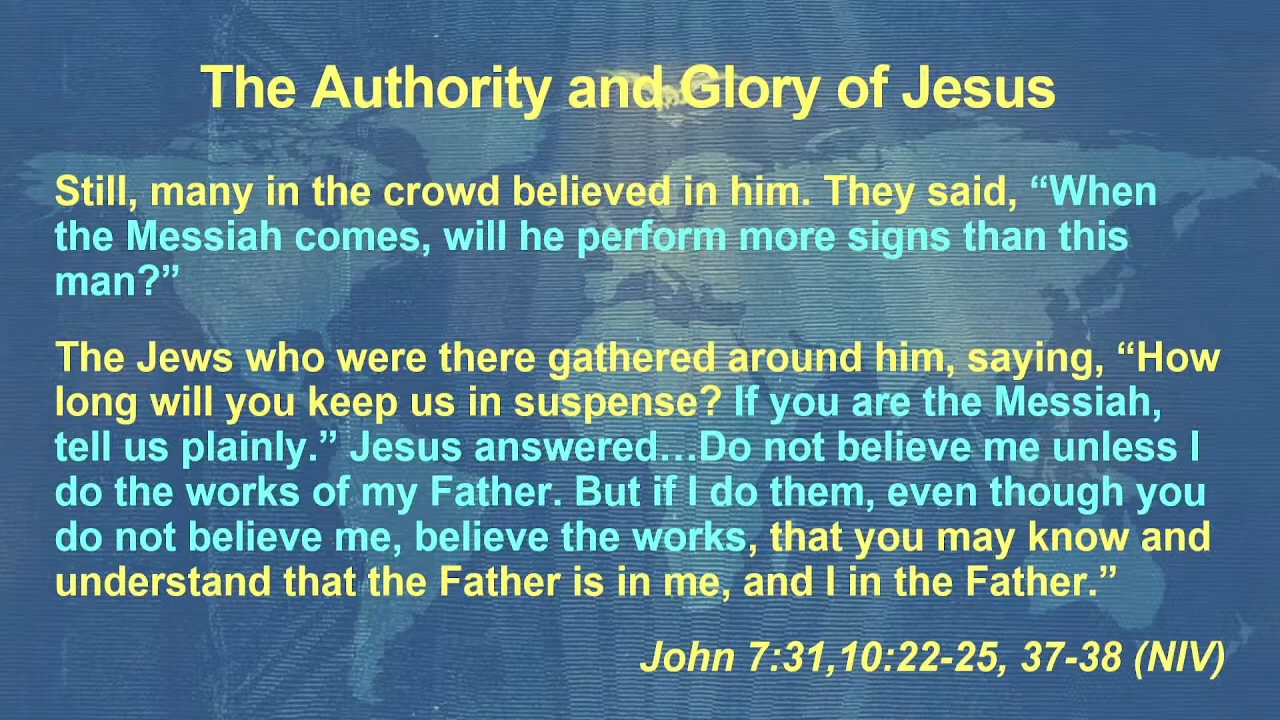 The Authority and Glory of Jesus
Still, many in the crowd believed in him. They said, “When
the Messiah comes, will he perform more signs than this
man?”
The Jews who were there gathered around him, saying, “How
long will you keep us in suspense? If you are the Messiah,
tell us plainly.” Jesus answered...Do not believe me unless I
do the works of my Father. But if I do them, even though you
do not believe me, believe the works, that you may know and
understand that the Father is in me, and I in the Father.”
John 7:31,10:22-25, 37-38 (NIV)